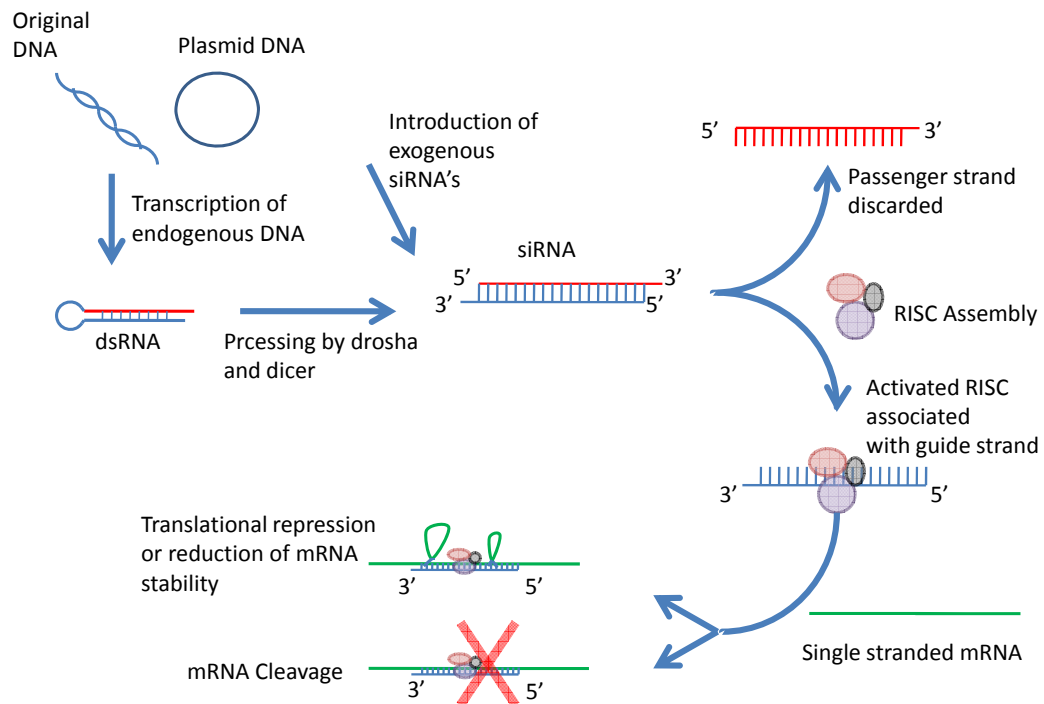 Original
DNA
Plasmid DNA
Introduction of
exogenous
siRNA's
5’
3’
Passenger strand
discarded
Transcription of
endogenous DNA
siRNA
5’
3’
3’
5’
RISC Assembly
dsRNA
Prcessing by drosha
and dicer
Activated RISC
associated
with guide strand
3’
5’
Translational repression
or reduction of mRNA
stability
3’
5’
Single stranded mRNA
mRNA Cleavage
3’
5’